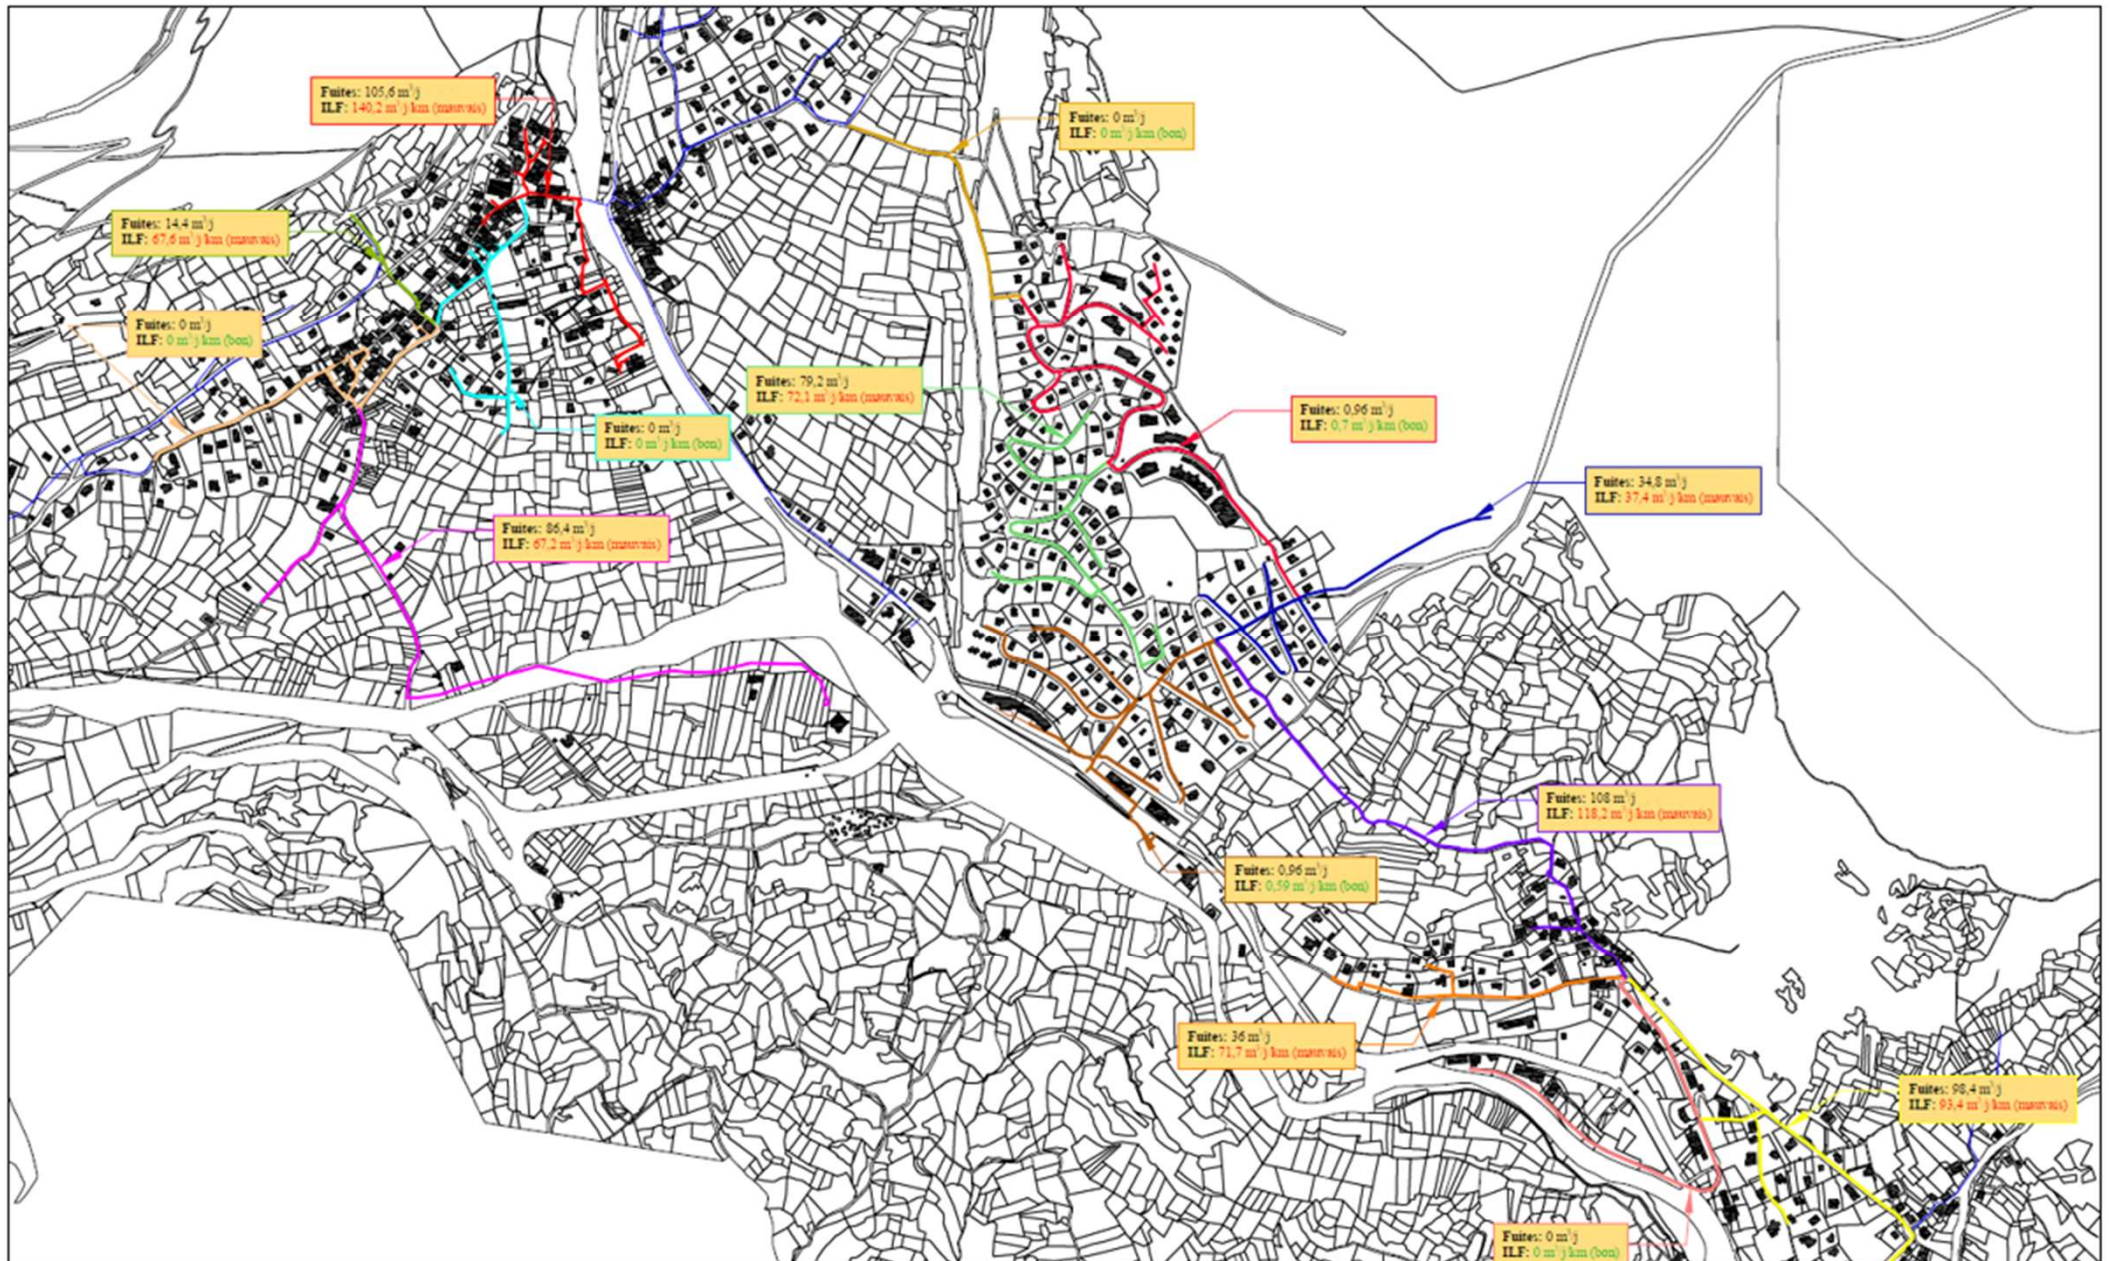 Fuites: 105,6 m³/j
ILF: 140,2 m³/j/km (mauvais)
Fuites: 0 m³/j
ILF: 0 m³/j/km (bon)
Fuites: 14,4 m³/j
ILF: 67,6 m³/j/km (mauvais)
Fuites: 0 m³/j
ILF: 0 m³/j/km (bon)
Fuites: 79,2 m³/j
ILF: 72,1 m³/j/km (mauvais)
Fuites: 0,96 m³/j
ILF: 0,7 m³/j/km (bon)
Fuites: 0 m³/j
ILF: 0 m³/j/km (bon)
Fuites: 34,8 m³/j
ILF: 37,4 m³/j/km (mauvais)
Fuites: 86,4 m³/j
ILF: 67,2 m³/j/km (mauvais)
Fuites: 108 m³/j
ILF: 118,2 m³/j/km (mauvais)
Fuites: 0,96 m³/j
ILF: 0,59 m³/j/km (bon)
Fuites: 36 m³/j
ILF: 71,7 m³/j/km (mauvais)
Fuites: 98,4 m³/j
ILF: 93,4 m³/j/km (mauvais)
Fuites: 0 m³/j
ILF: 0 m³/j/km (bon)